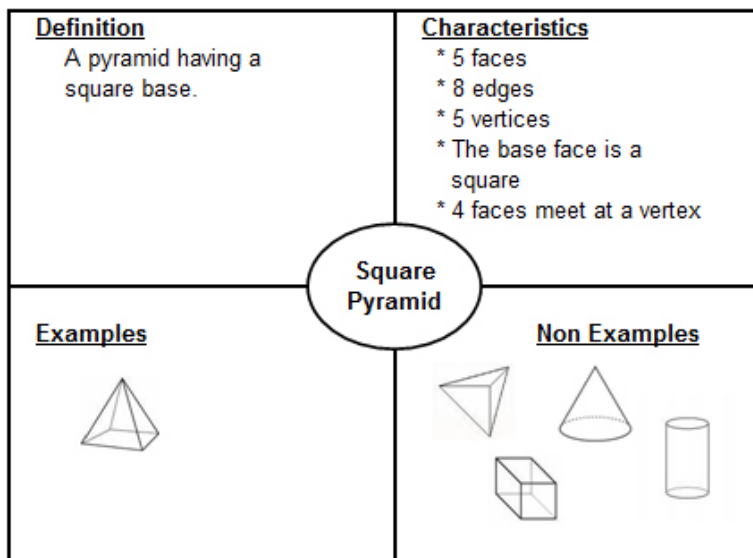 Definition
A pyramid having a
square base.
Characteristics
* 5 faces
* 8 edges
* 5 vertices
* The base face is a
square
* 4 faces meet at a vertex
Square
Pyramid
Examples
Non Examples